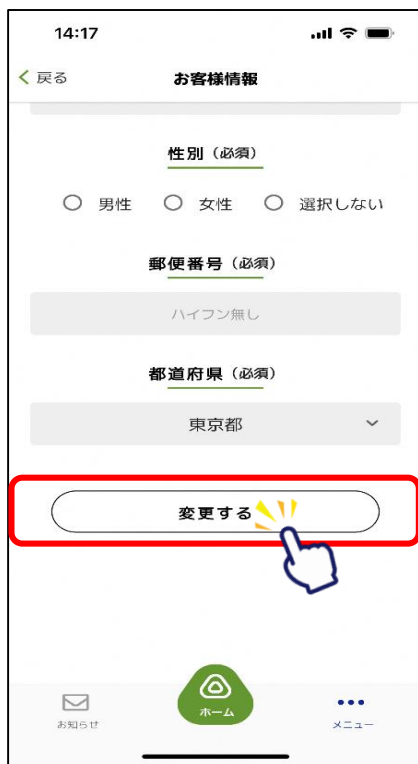 14:17
戻る
お客様情報
性別（必須）
男性 女性 選択しない
郵便番号（必須）
ハイフン無し
都道府県（必須）
東京都
変更する
お知らせ
ホーム
メニュー